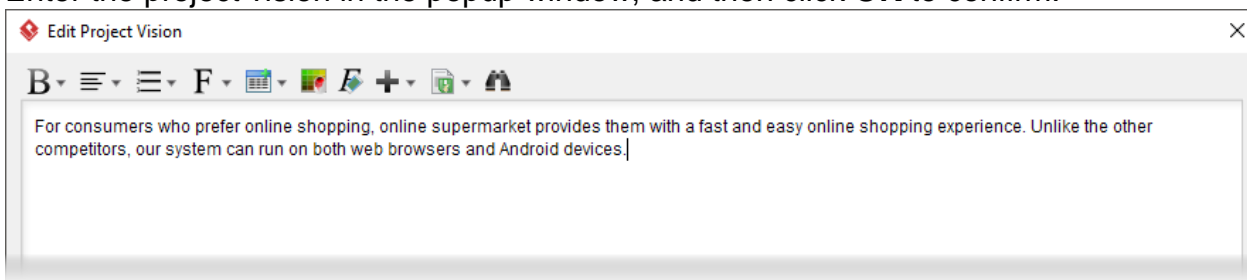 Enter the project vision in the popup window, and then click OK to confirm.
Edit Project Vision
B F F
For consumers who prefer online shopping, online supermarket provides them with a fast and easy online shopping experience. Unlike the other
competitors, our system can run on both web browsers and Android devices.